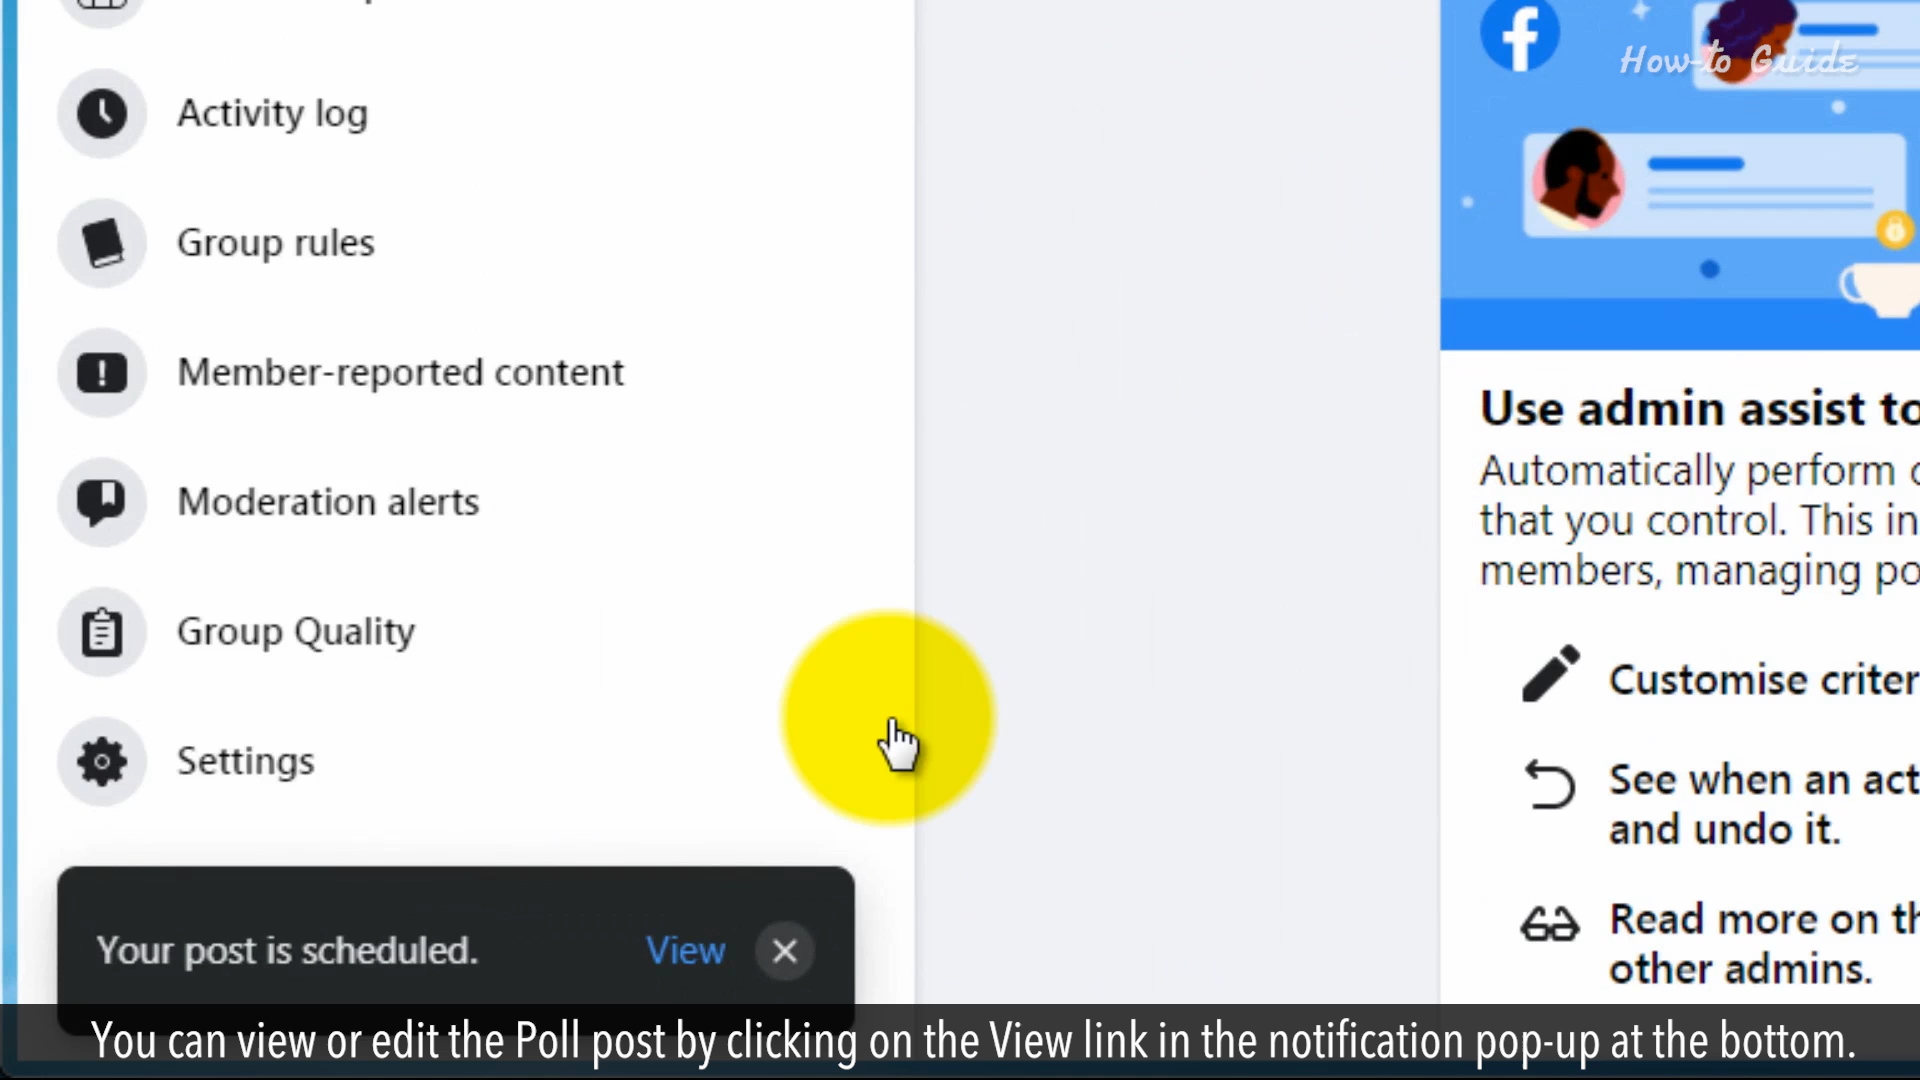 How-to Guide
Activity log
Group rules
Member-reported content
Moderation alerts
Group Quality
Settings
Your post is scheduled. View
Use admin assist to
Automatically perform
that you control. This in
members, managing po
Customise criter
See when an act
and undo it.
Read more on th
other admins.
You can view or edit the Poll post by clicking on the View link in the notification pop-up at the bottom.